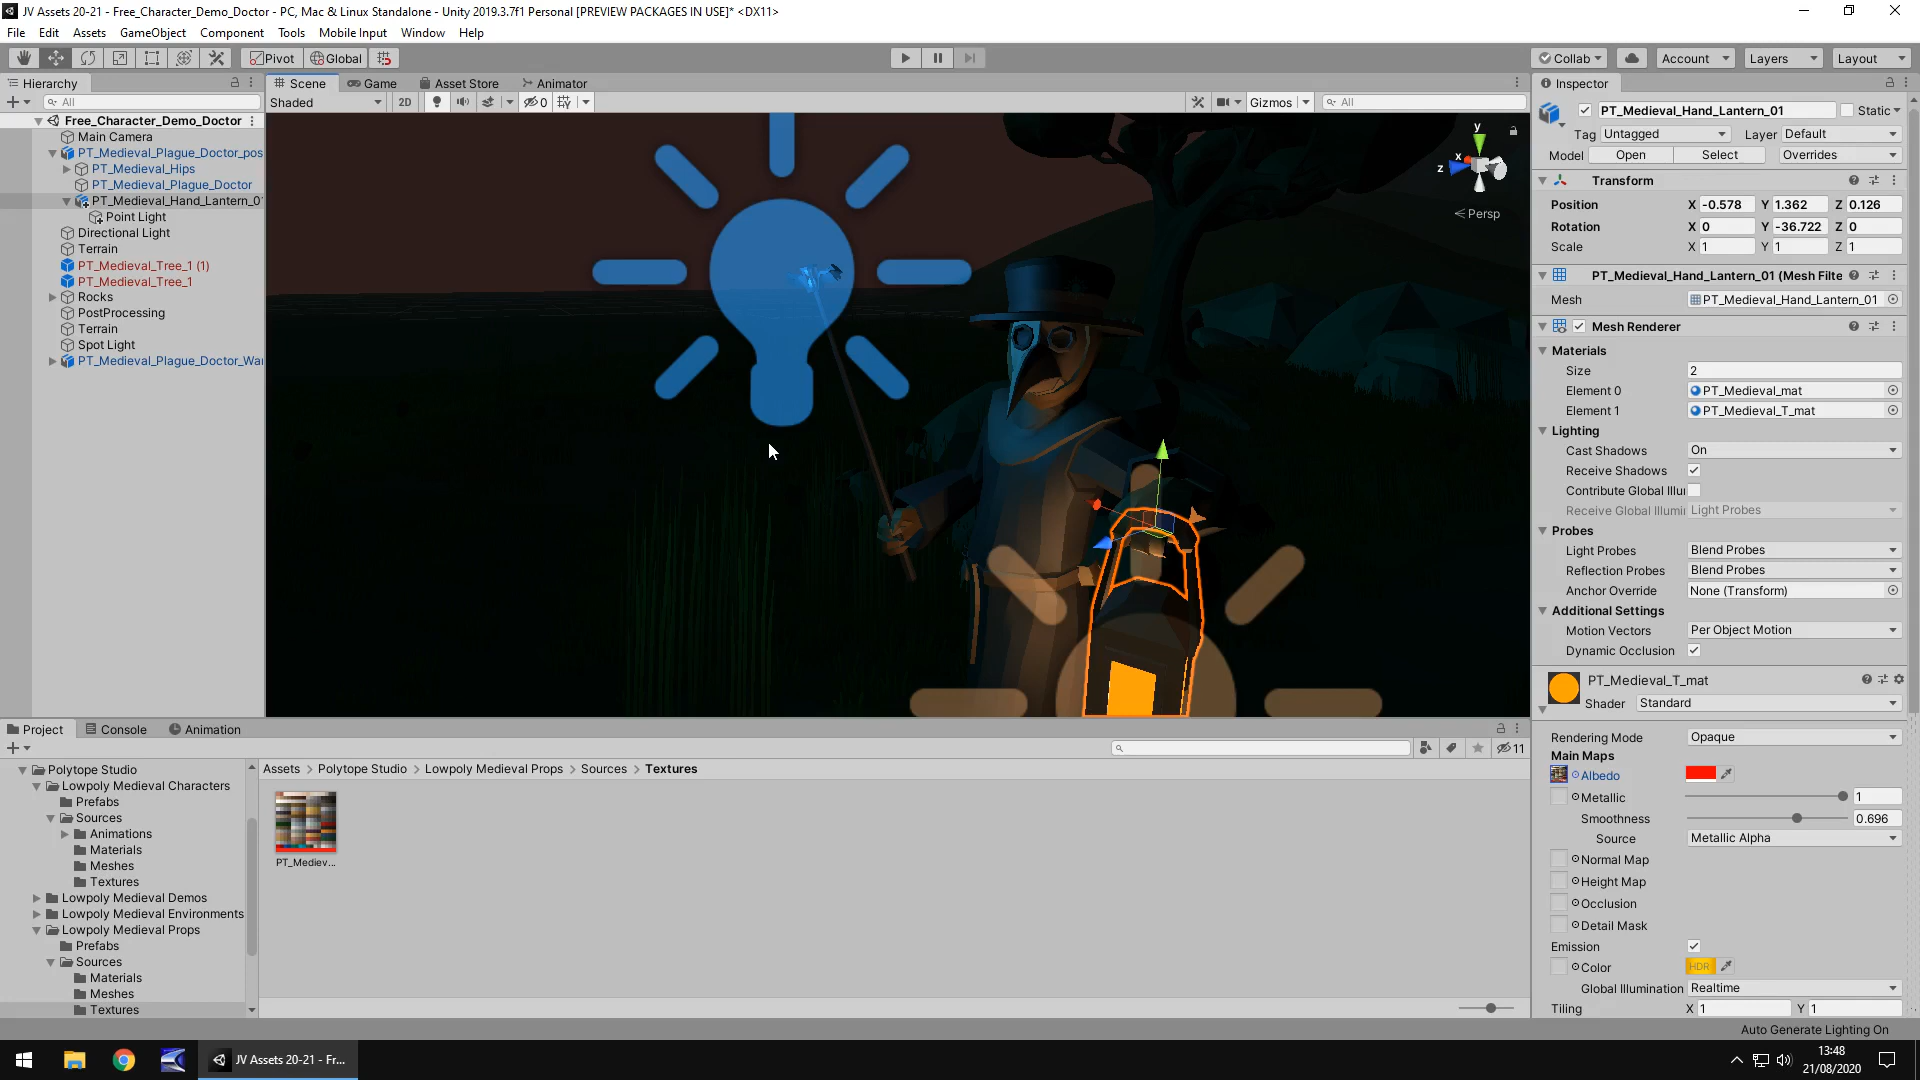 JV Assets 20-21 - Free_Character_Demo_Doctor - PC, Mac & Linux Standalone - Unity 2019.3.7f1 Personal [PREVIEW PACKAGES IN USE]* <DX11>
File Edit Assets GameObject Component Tools Mobile Input Window Help
Pivot Global Collab Account Layers Layout
Hierarchy
All
Free_Character_Demo_Doctor
Main Camera
PT_Medieval_Plague_Doctor_pos
PT_Medieval_Hips
PT_Medieval_Plague_Doctor
PT_Medieval_Hand_Lantern_01
Point Light
Directional Light
Terrain
PT_Medieval_Tree_1 (1)
PT_Medieval_Tree_1
Rocks
PostProcessing
Terrain
Spot Light
PT_Medieval_Plague_Doctor_Wa
Scene Game Asset Store Animator
Shaded 2D 0 Gizmos All
y
x
z
Persp
Inspector
PT_Medieval_Hand_Lantern_01 Static
Tag Untagged Layer Default
Model Open Select Overrides
Transform
Position X -0.578 Y 1.362 Z 0.126
Rotation X 0 Y -36.722 Z 0
Scale X 1 Y 1 Z 1
PT_Medieval_Hand_Lantern_01 (Mesh Filte
Mesh PT_Medieval_Hand_Lantern_01
Mesh Renderer
Materials
Size 2
Element 0 PT_Medieval_mat
Element 1 PT_Medieval_T_mat
Lighting
Cast Shadows On
Receive Shadows
Contribute Global Illu
Receive Global Illumi Light Probes
Probes
Light Probes Blend Probes
Reflection Probes Blend Probes
Anchor Override None (Transform)
Additional Settings
Motion Vectors Per Object Motion
Dynamic Occlusion
PT_Medieval_T_mat
Shader Standard
Rendering Mode Opaque
Main Maps
Albedo
Metallic 1
Smoothness 0.696
Source Metallic Alpha
Normal Map
Height Map
Occlusion
Detail Mask
Emission
Color HDR
Global Illumination Realtime
Tiling X 1 Y 1
Project Console Animation
11
Polytope Studio
Lowpoly Medieval Characters
Prefabs
Sources
Animations
Materials
Meshes
Textures
Lowpoly Medieval Demos
Lowpoly Medieval Environments
Lowpoly Medieval Props
Prefabs
Sources
Materials
Meshes
Textures
Assets > Polytope Studio > Lowpoly Medieval Props > Sources > Textures
PT_Mediev...
Auto Generate Lighting On
JV Assets 20-21 - Fr...
13:48
21/08/2020